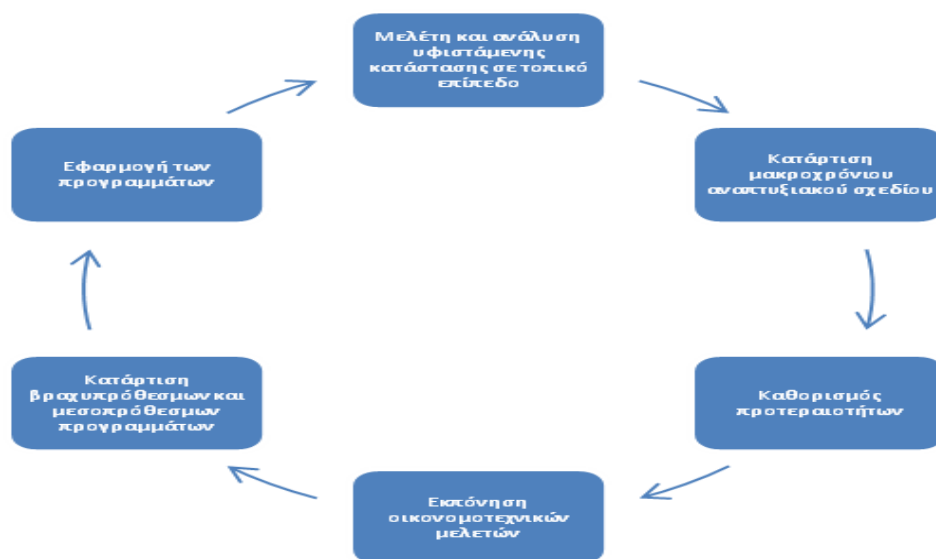 Μελέτη και ανάλυση
υφιστάμενης
κατάστασης σε τοπικό
επίπεδο
Κατάρτιση
μακροχρόνιου
αναπτυξιακού σχεδίου
Καθορισμός
προτεραιοτήτων
Εκπόνηση
οικονομοτεχνικών
μελετών
Κατάρτιση
βραχυπρόθεσμων και
μεσοπρόθεσμων
προγραμμάτων
Εφαρμογή των
προγραμμάτων